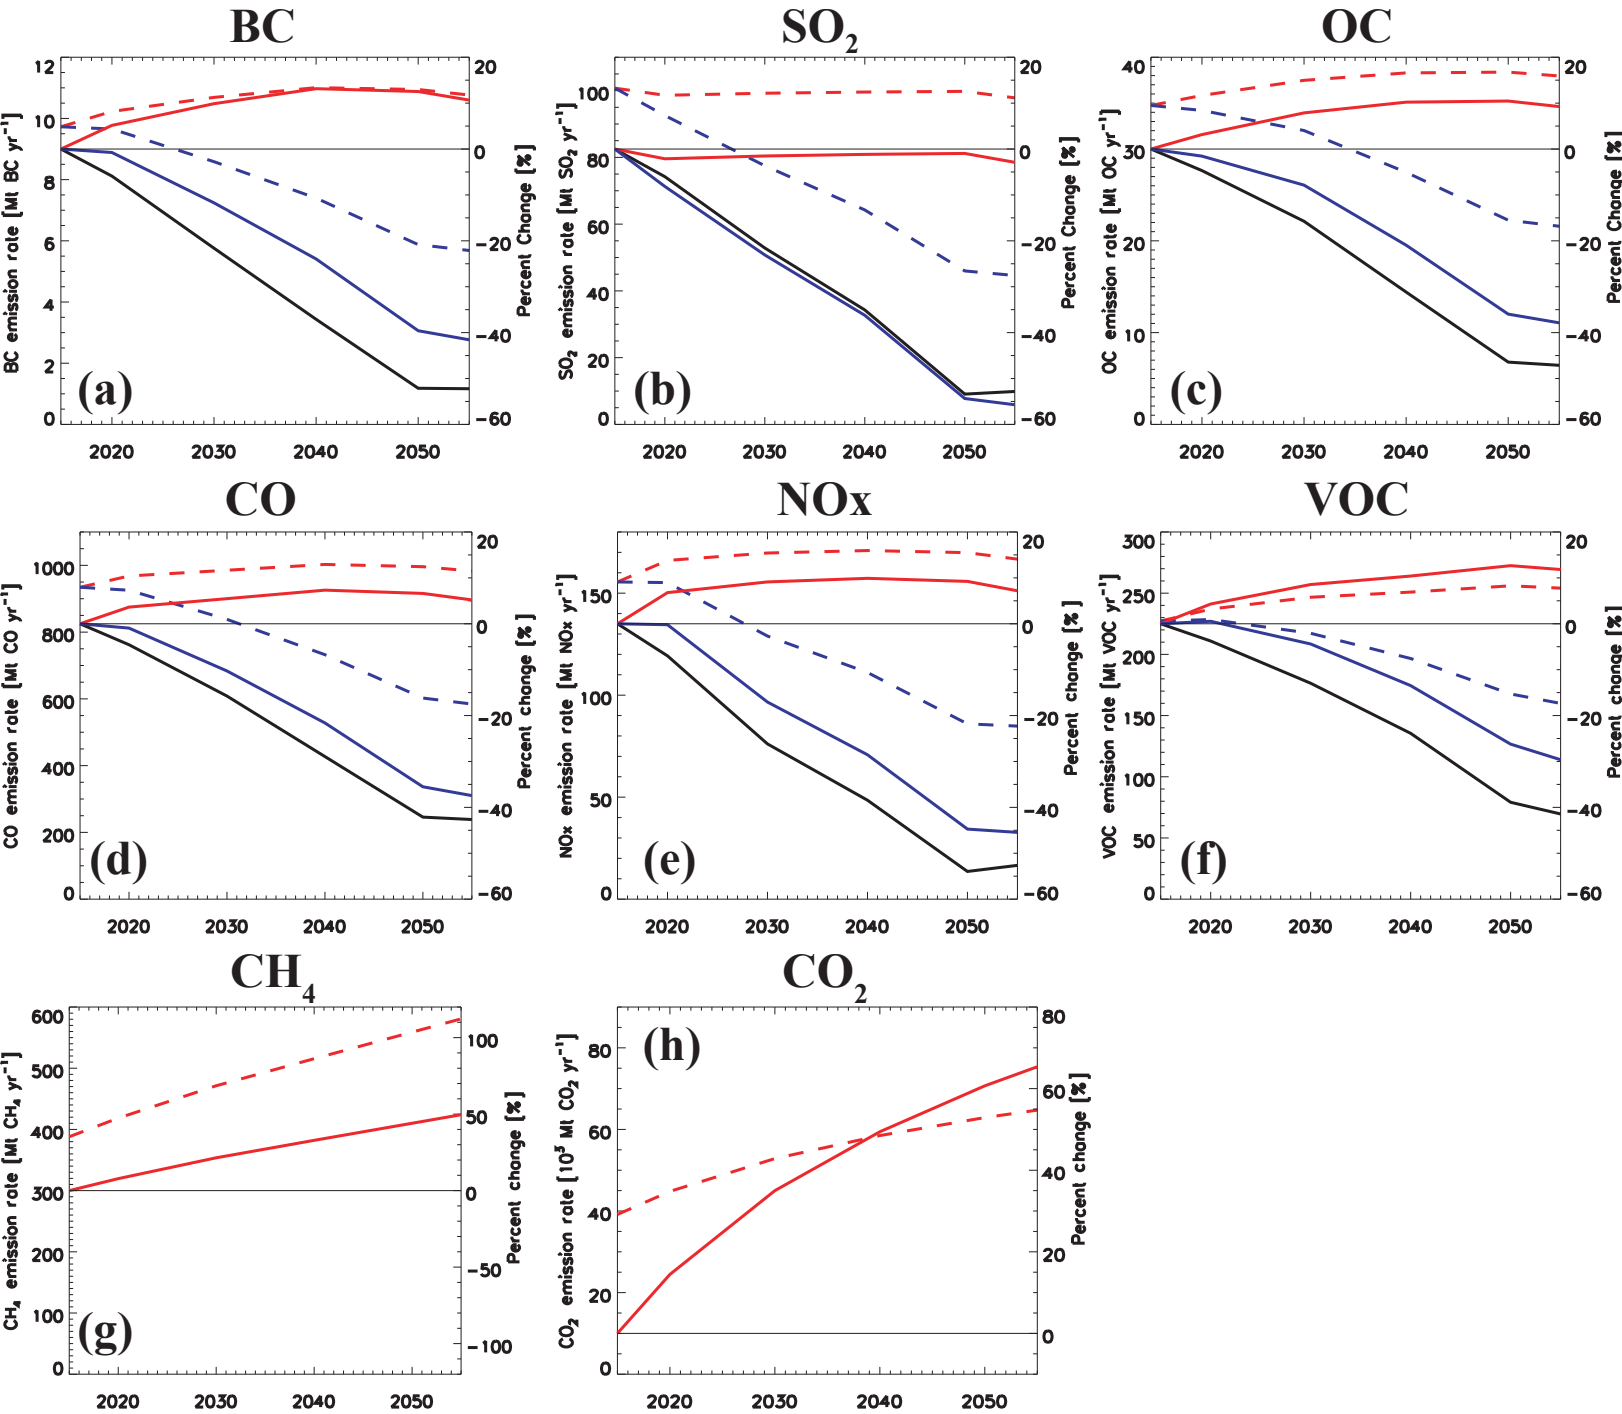 BC
SO2
OC
12
10
8
6
4
2
0
BC emission rate [Mt BC yr⁻¹]
20
0
−20
−40
−60
Percent Change [%]
(a)
2020 2030 2040 2050
100
80
60
40
20
0
SO2 emission rate [Mt SO2 yr⁻¹]
20
0
−20
−40
−60
Percent Change [%]
(b)
2020 2030 2040 2050
40
30
20
10
0
OC emission rate [Mt OC yr⁻¹]
20
0
−20
−40
−60
Percent Change [%]
(c)
2020 2030 2040 2050
CO
NOx
VOC
1000
800
600
400
200
0
CO emission rate [Mt CO yr⁻¹]
20
0
−20
−40
−60
Percent change [%]
(d)
2020 2030 2040 2050
150
100
50
0
NOx emission rate [Mt NOx yr⁻¹]
20
0
−20
−40
−60
Percent change [%]
(e)
2020 2030 2040 2050
300
250
200
150
100
50
0
VOC emission rate [Mt VOC yr⁻¹]
20
0
−20
−40
−60
Percent change [%]
(f)
2020 2030 2040 2050
CH4
CO2
600
500
400
300
200
100
0
CH4 emission rate [Mt CH4 yr⁻¹]
100
50
0
−50
−100
Percent change [%]
(g)
2020 2030 2040 2050
80
60
40
20
0
CO2 emission rate [10³ Mt CO2 yr⁻¹]
80
60
40
20
0
Percent change [%]
(h)
2020 2030 2040 2050